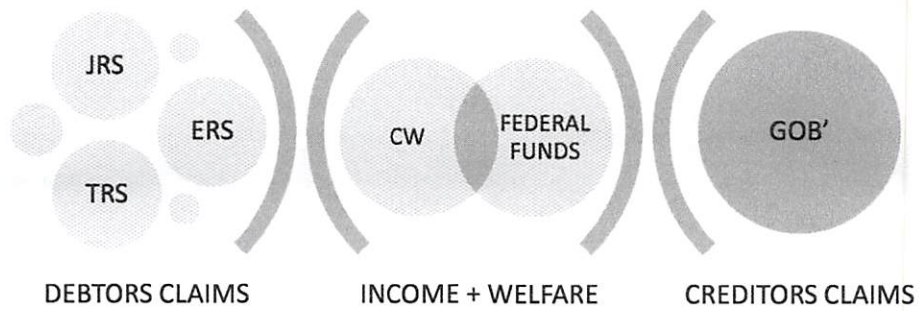 JRS
ERS
TRS
CW
FEDERAL
FUNDS
GOB’
DEBTORS CLAIMS
INCOME + WELFARE
CREDITORS CLAIMS